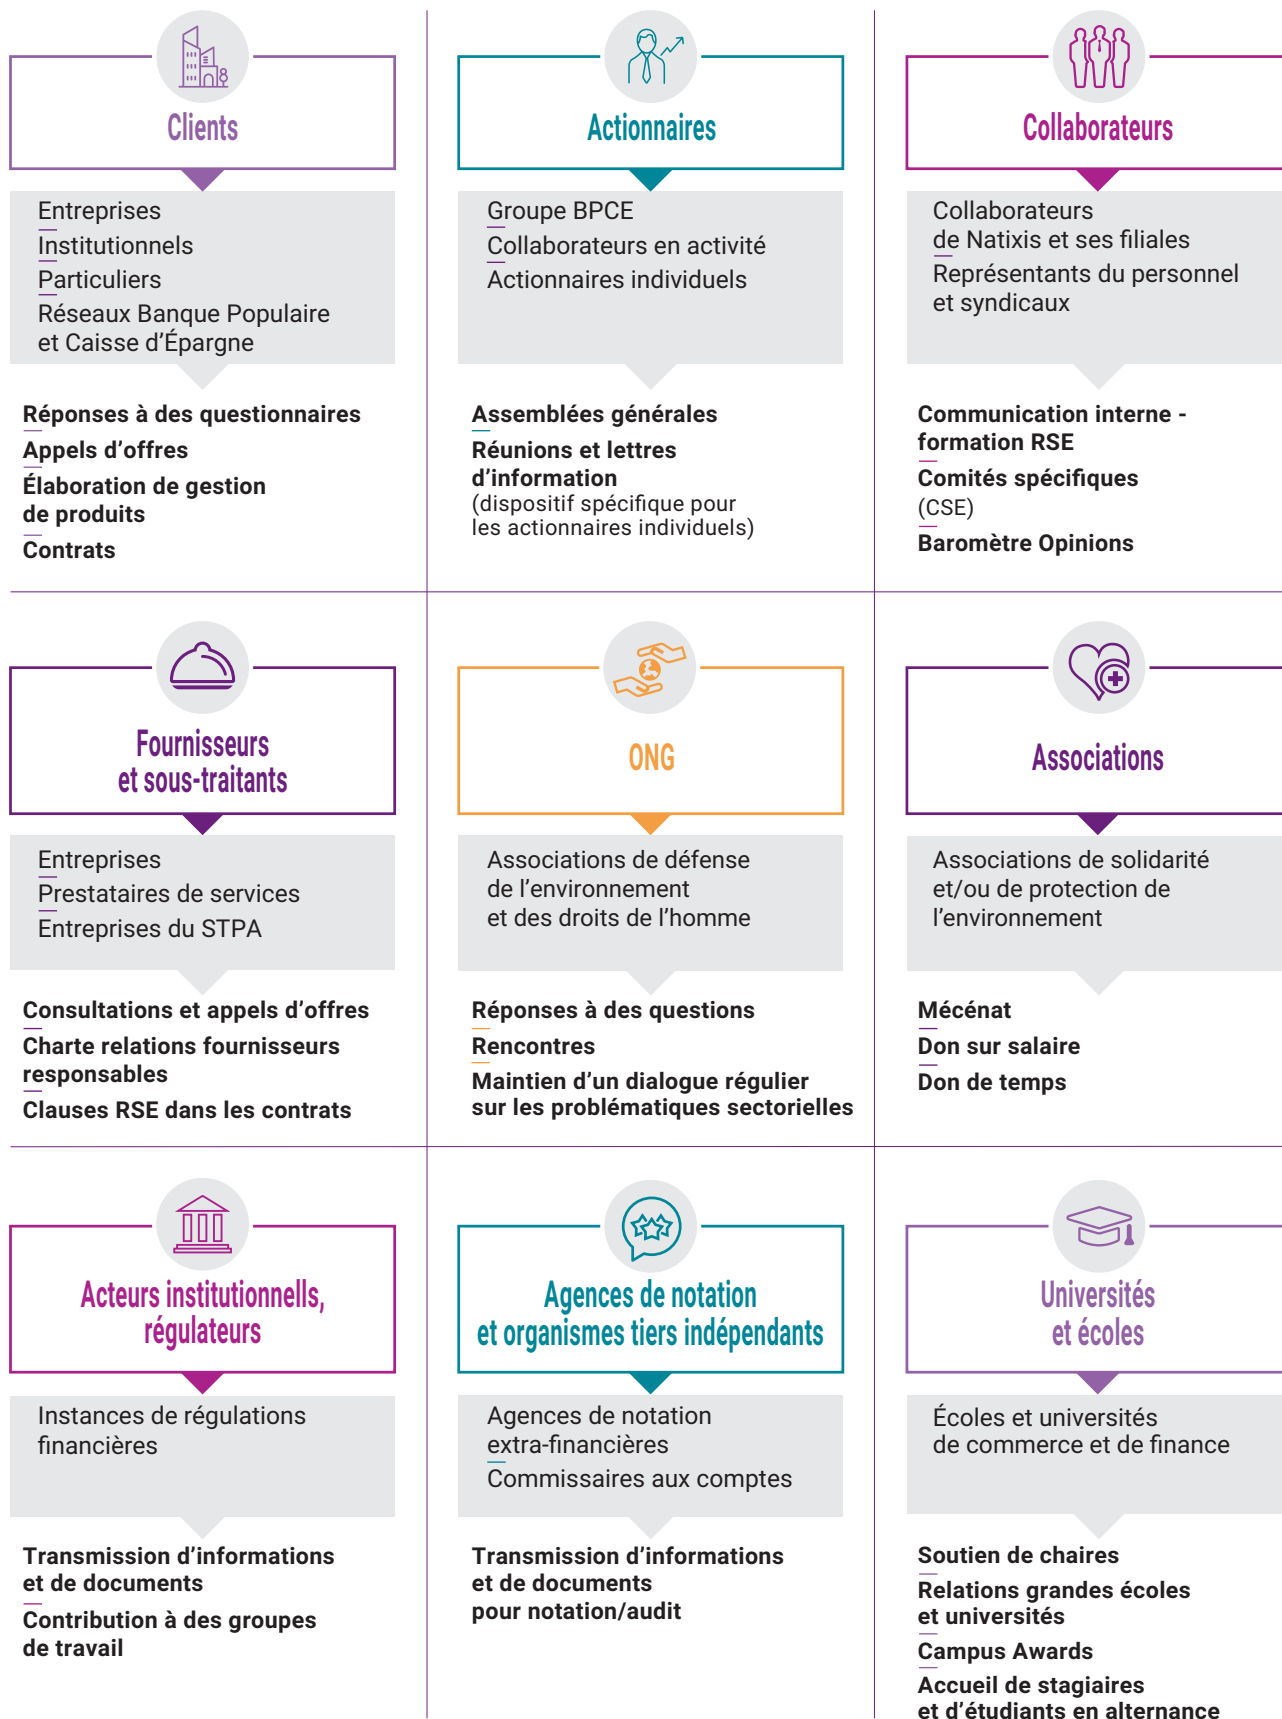 Clients
Entreprises
Institutionnels
Particuliers
Réseaux Banque Populaire
et Caisse d’Épargne
Réponses à des questionnaires
Appels d’offres
Élaboration de gestion
de produits
Contrats
Actionnaires
Groupe BPCE
Collaborateurs en activité
Actionnaires individuels
Assemblées générales
Réunions et lettres
d’information
(dispositif spécifique pour
les actionnaires individuels)
Collaborateurs
Collaborateurs
de Natixis et ses filiales
Représentants du personnel
et syndicaux
Communication interne -
formation RSE
Comités spécifiques
(CSE)
Baromètre Opinions
Fournisseurs
et sous-traitants
Entreprises
Prestataires de services
Entreprises du STPA
Consultations et appels d’offres
Charte relations fournisseurs
responsables
Clauses RSE dans les contrats
ONG
Associations de défense
de l’environnement
et des droits de l’homme
Réponses à des questions
Rencontres
Maintien d’un dialogue régulier
sur les problématiques sectorielles
Associations
Associations de solidarité
et/ou de protection de
l’environnement
Mécénat
Don sur salaire
Don de temps
Acteurs institutionnells,
régulateurs
Instances de régulations
financières
Transmission d’informations
et de documents
Contribution à des groupes
de travail
Agences de notation
et organismes tiers indépendants
Agences de notation
extra-financières
Commissaires aux comptes
Transmission d’informations
et de documents
pour notation/audit
Universités
et écoles
Écoles et universités
de commerce et de finance
Soutien de chaires
Relations grandes écoles
et universités
Campus Awards
Accueil de stagiaires
et d’étudiants en alternance